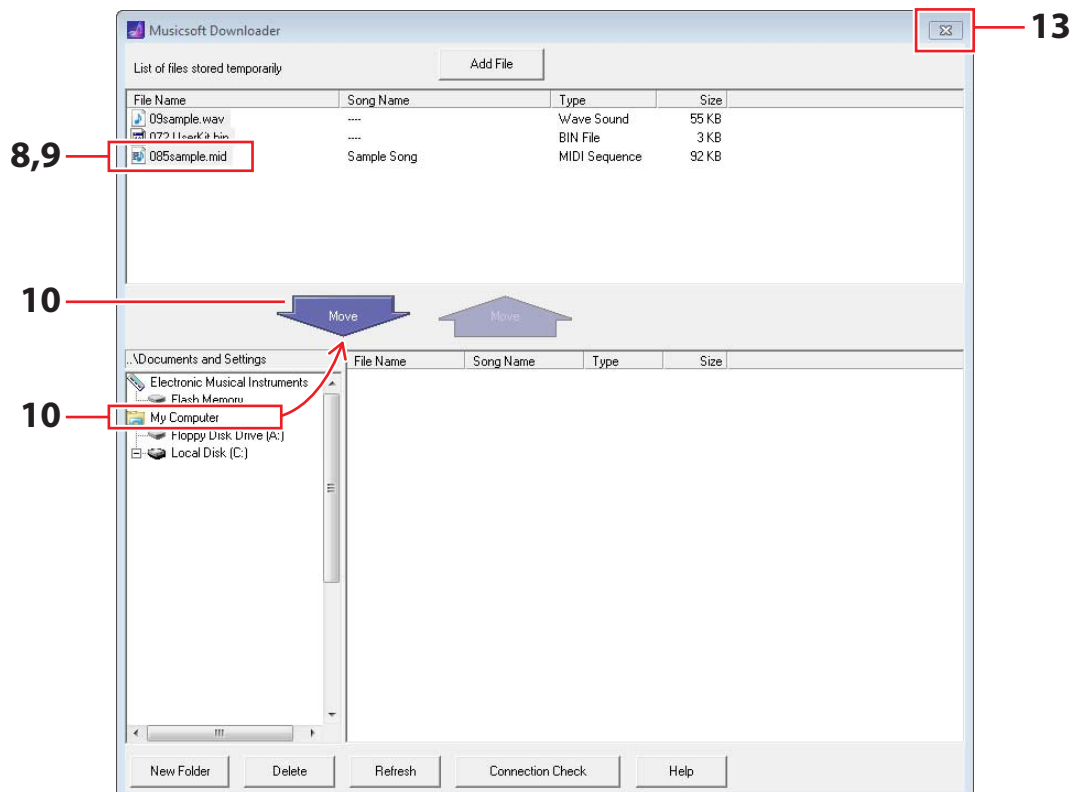 Musicsoft Downloader
13
List of files stored temporarily
Add File
File Name Song Name Type Size
09sample.wav ---- Wave Sound 55 KB
072UserKit.bin ---- BIN File 3 KB
8,9
085sample.mid Sample Song MIDI Sequence 92 KB
10
Move
Move
..\Documents and Settings
File Name Song Name Type Size
Electronic Musical Instruments
Flash Memory
10
My Computer
Floppy Disk Drive (A:)
Local Disk (C:)
New Folder
Delete
Refresh
Connection Check
Help